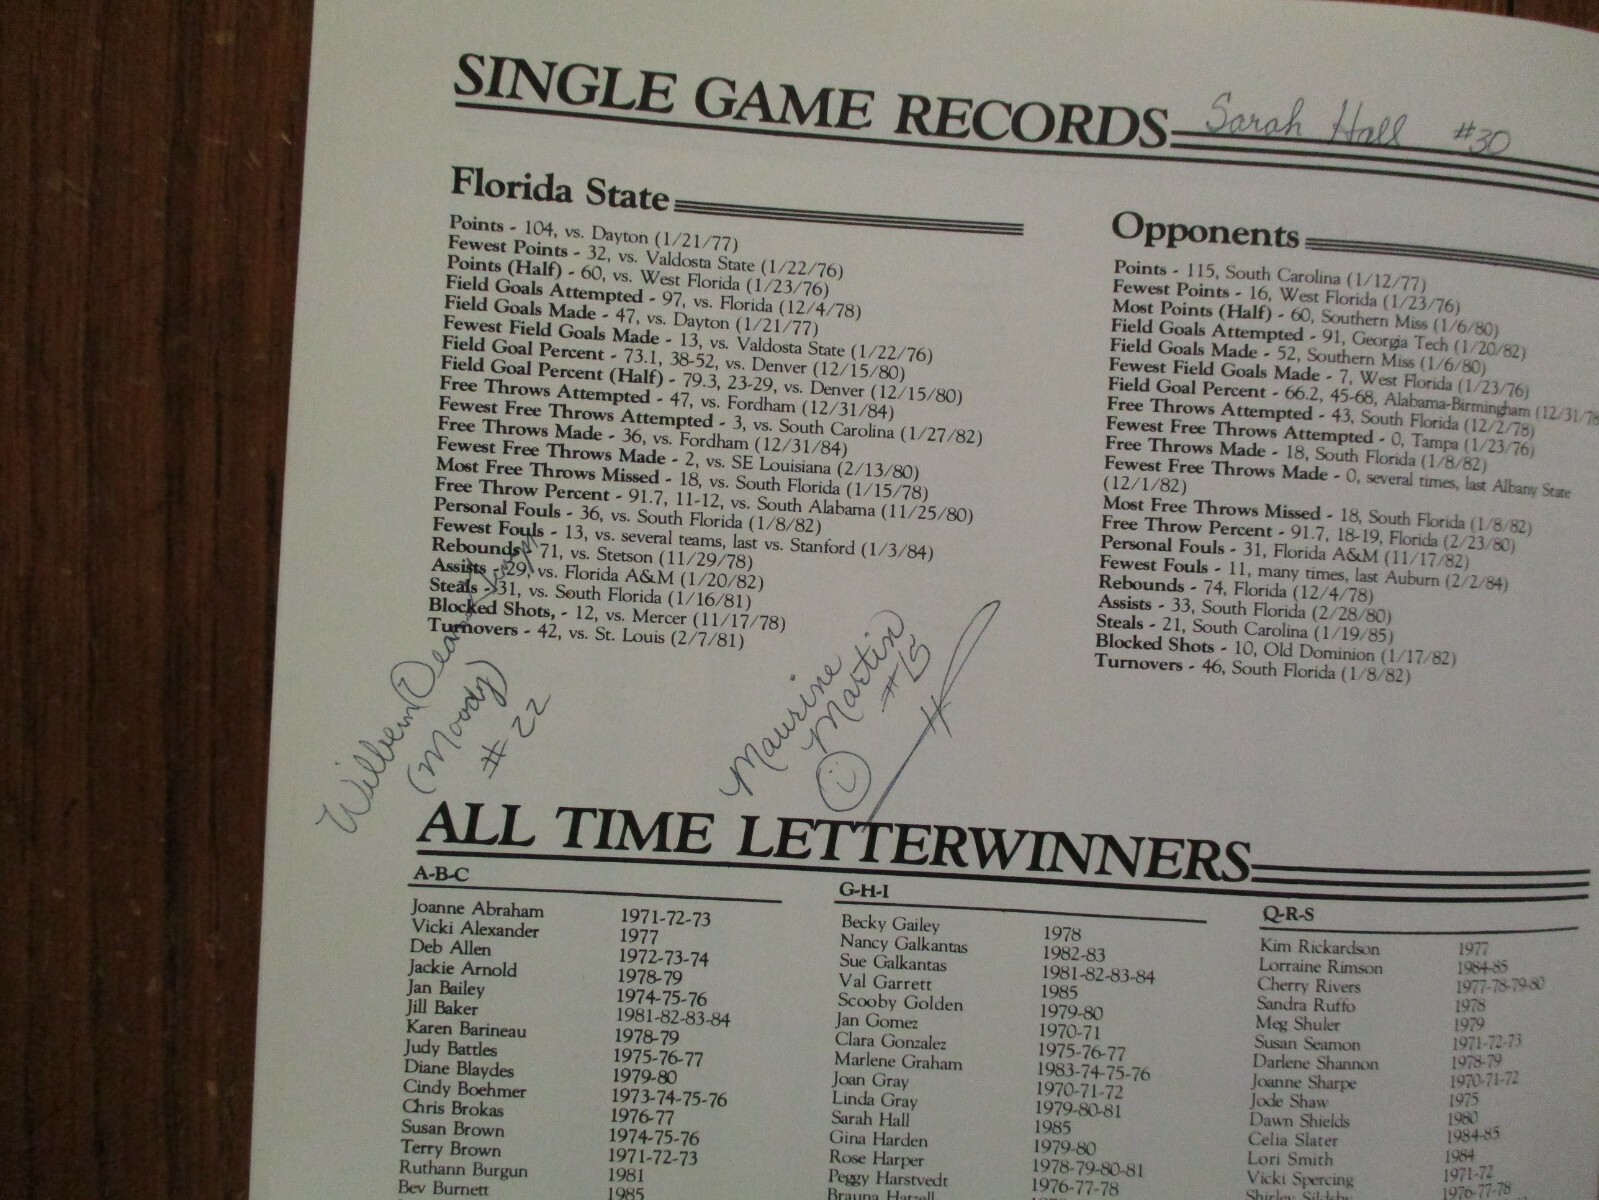 SINGLE GAME RECORDS Sarah Hall #30
Florida State
Points - 104, vs. Dayton (1/21/77)
Fewest Points - 32, vs. Valdosta State (1/22/76)
Points (Half) - 60, vs. West Florida (1/23/76)
Field Goals Attempted - 97, vs. Florida (12/4/78)
Field Goals Made - 47, vs. Dayton (1/21/77)
Fewest Field Goals Made - 13, vs. Valdosta State (1/22/76)
Field Goal Percent - 73.1, 38-52, vs. Denver (12/15/80)
Field Goal Percent (Half) - 79.3, 23-29, vs. Denver (12/15/80)
Free Throws Attempted - 47, vs. Fordham (12/31/84)
Fewest Free Throws Attempted - 3, vs. South Carolina (1/27/82)
Free Throws Made - 36, vs. Fordham (12/31/84)
Fewest Free Throws Made - 2, vs. SE Louisiana (2/13/80)
Most Free Throws Missed - 18, vs. South Florida (1/15/78)
Free Throw Percent - 91.7, 11-12, vs. South Alabama (11/25/80)
Personal Fouls - 36, vs. South Florida (1/8/82)
Fewest Fouls - 13, vs. several teams, last vs. Stanford (1/3/84)
Rebounds - 71, vs. Stetson (11/29/78)
Assists - 29, vs. Florida A&M (1/20/82)
Steals - 31, vs. South Florida (1/16/81)
Blocked Shots, - 12, vs. Mercer (11/17/78)
Turnovers - 42, vs. St. Louis (2/7/81)
Opponents
Points - 115, South Carolina (1/12/77)
Fewest Points - 16, West Florida (1/23/76)
Most Points (Half) - 60, Southern Miss (1/6/80)
Field Goals Attempted - 91, Georgia Tech (1/20/82)
Field Goals Made - 52, Southern Miss (1/6/80)
Fewest Field Goals Made - 7, West Florida (1/23/76)
Field Goal Percent - 66.2, 45-68, Alabama-Birmingham (12/31/78
Free Throws Attempted - 43, South Florida (12/2/78)
Fewest Free Throws Attempted - 0, Tampa (1/23/76)
Free Throws Made - 18, South Florida (1/8/82)
Fewest Free Throws Made - 0, several times, last Albany State
(12/1/82)
Most Free Throws Missed - 18, South Florida (1/8/82)
Free Throw Percent - 91.7, 18-19, Florida (2/23/80)
Personal Fouls - 31, Florida A&M (11/17/82)
Fewest Fouls - 11, many times, last Auburn (2/2/84)
Rebounds - 74, Florida (12/4/78)
Assists - 33, South Florida (2/28/80)
Steals - 21, South Carolina (1/19/85)
Blocked Shots - 10, Old Dominion (1/17/82)
Turnovers - 46, South Florida (1/8/82)
(Moody)
#22
Maurine
Martin
#15
ALL TIME LETTERWINNERS
A-B-C
Joanne Abraham 1971-72-73
Vicki Alexander 1977
Deb Allen 1972-73-74
Jackie Arnold 1978-79
Jan Bailey 1974-75-76
Jill Baker 1981-82-83-84
Karen Barineau 1978-79
Judy Battles 1975-76-77
Diane Blaydes 1979-80
Cindy Boehmer 1973-74-75-76
Chris Brokas 1976-77
Susan Brown 1974-75-76
Terry Brown 1971-72-73
Ruthann Burgun 1981
Bev Burnett 1985
G-H-I
Becky Gailey 1978
Nancy Galkantas 1982-83
Sue Galkantas 1981-82-83-84
Val Garrett 1985
Scooby Golden 1979-80
Jan Gomez 1970-71
Clara Gonzalez 1975-76-77
Marlene Graham 1983-74-75-76
Joan Gray 1970-71-72
Linda Gray 1979-80-81
Sarah Hall 1985
Gina Harden 1979-80
Rose Harper 1978-79-80-81
Peggy Harstvedt 1976-77-78
Q-R-S
Kim Rickardson 1977
Lorraine Rimson 1984-85
Cherry Rivers 1977-78-79-80
Sandra Ruffo 1978
Meg Shuler 1979
Susan Seamon 1971-72-73
Darlene Shannon 1978-79
Joanne Sharpe 1970-71-72
Jode Shaw 1975
Dawn Shields 1980
Celia Slater 1984-85
Lori Smith 1984
Vicki Spercing 1971-72
1976-77-78